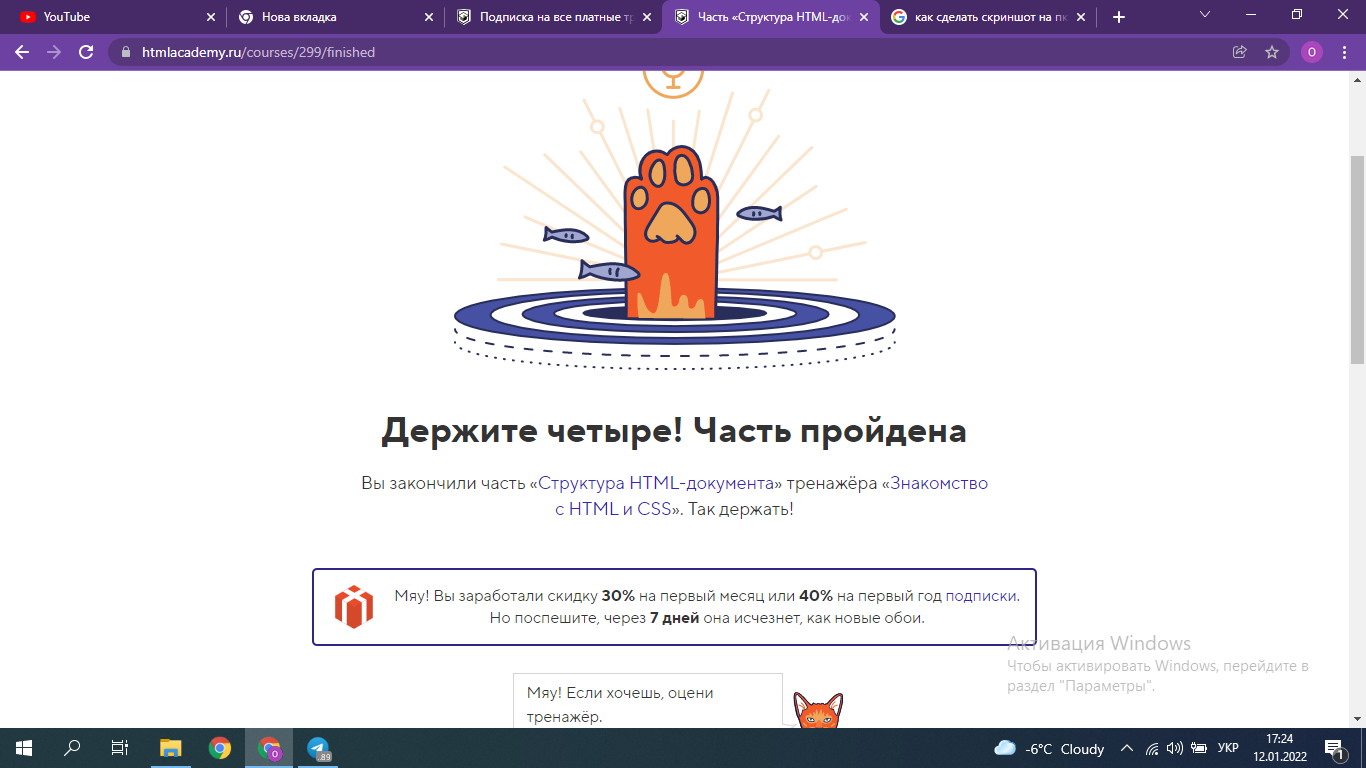 YouTube
Нова вкладка
Подписка на все платные тр
Часть «Структура HTML-док
как сделать скриншот на пк
htmlacademy.ru/courses/299/finished
O
Держите четыре! Часть пройдена
Вы закончили часть «Структура HTML-документа» тренажёра «Знакомство
с HTML и CSS». Так держать!
Мяу! Вы заработали скидку 30% на первый месяц или 40% на первый год подписки.
Но поспешите, через 7 дней она исчезнет, как новые обои.
Активация Windows
Чтобы активировать Windows, перейдите в
раздел "Параметры".
Мяу! Если хочешь, оцени
тренажёр.
O
.89
-6°C Cloudy
УКР
17:24
12.01.2022
1